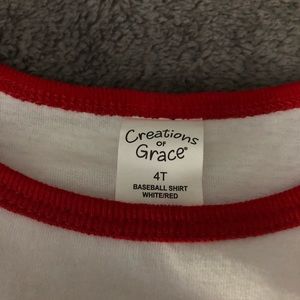 Creations
OF
Grace®
4T
BASEBALL SHIRT
WHITE/RED